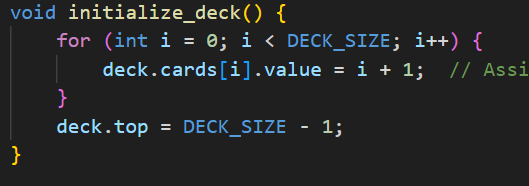 void initialize_deck() {
    for (int i = 0; i < DECK_SIZE; i++) {
        deck.cards[i].value = i + 1;  // Assi
    }
    deck.top = DECK_SIZE - 1;
}